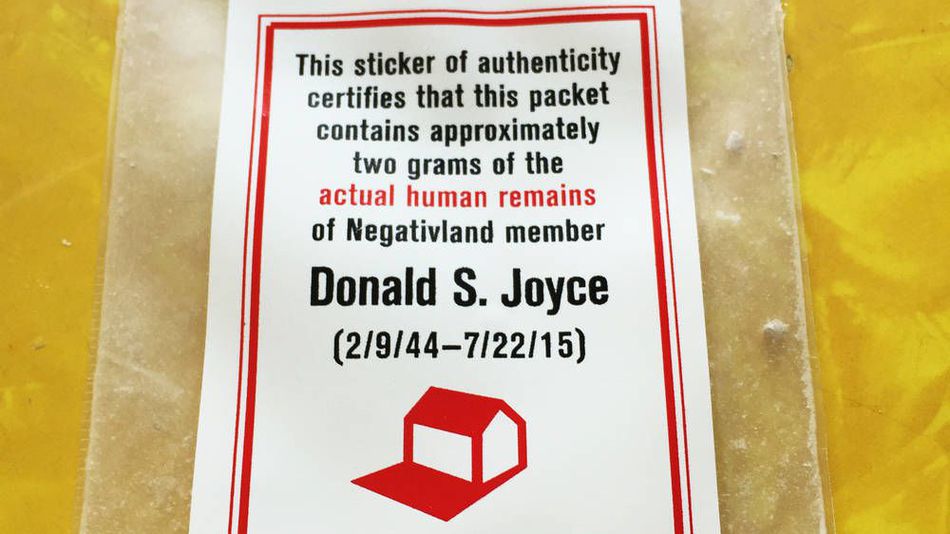 This sticker of authenticity
certifies that this packet
contains approximately
two grams of the
actual human remains
of Negativland member
Donald S. Joyce
(2/9/44–7/22/15)